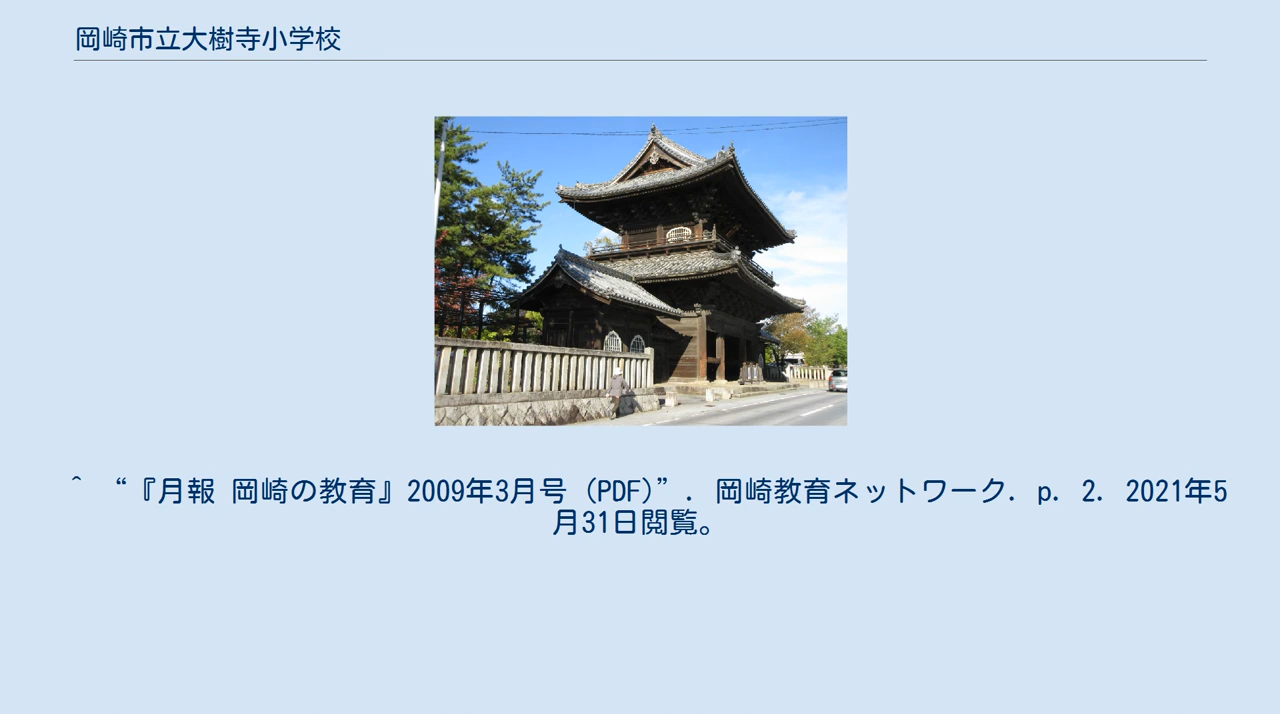 岡崎市立大樹寺小学校
^ “『月報 岡崎の教育』2009年3月号 (PDF)”. 岡崎教育ネットワーク. p. 2. 2021年5
月31日閲覧。